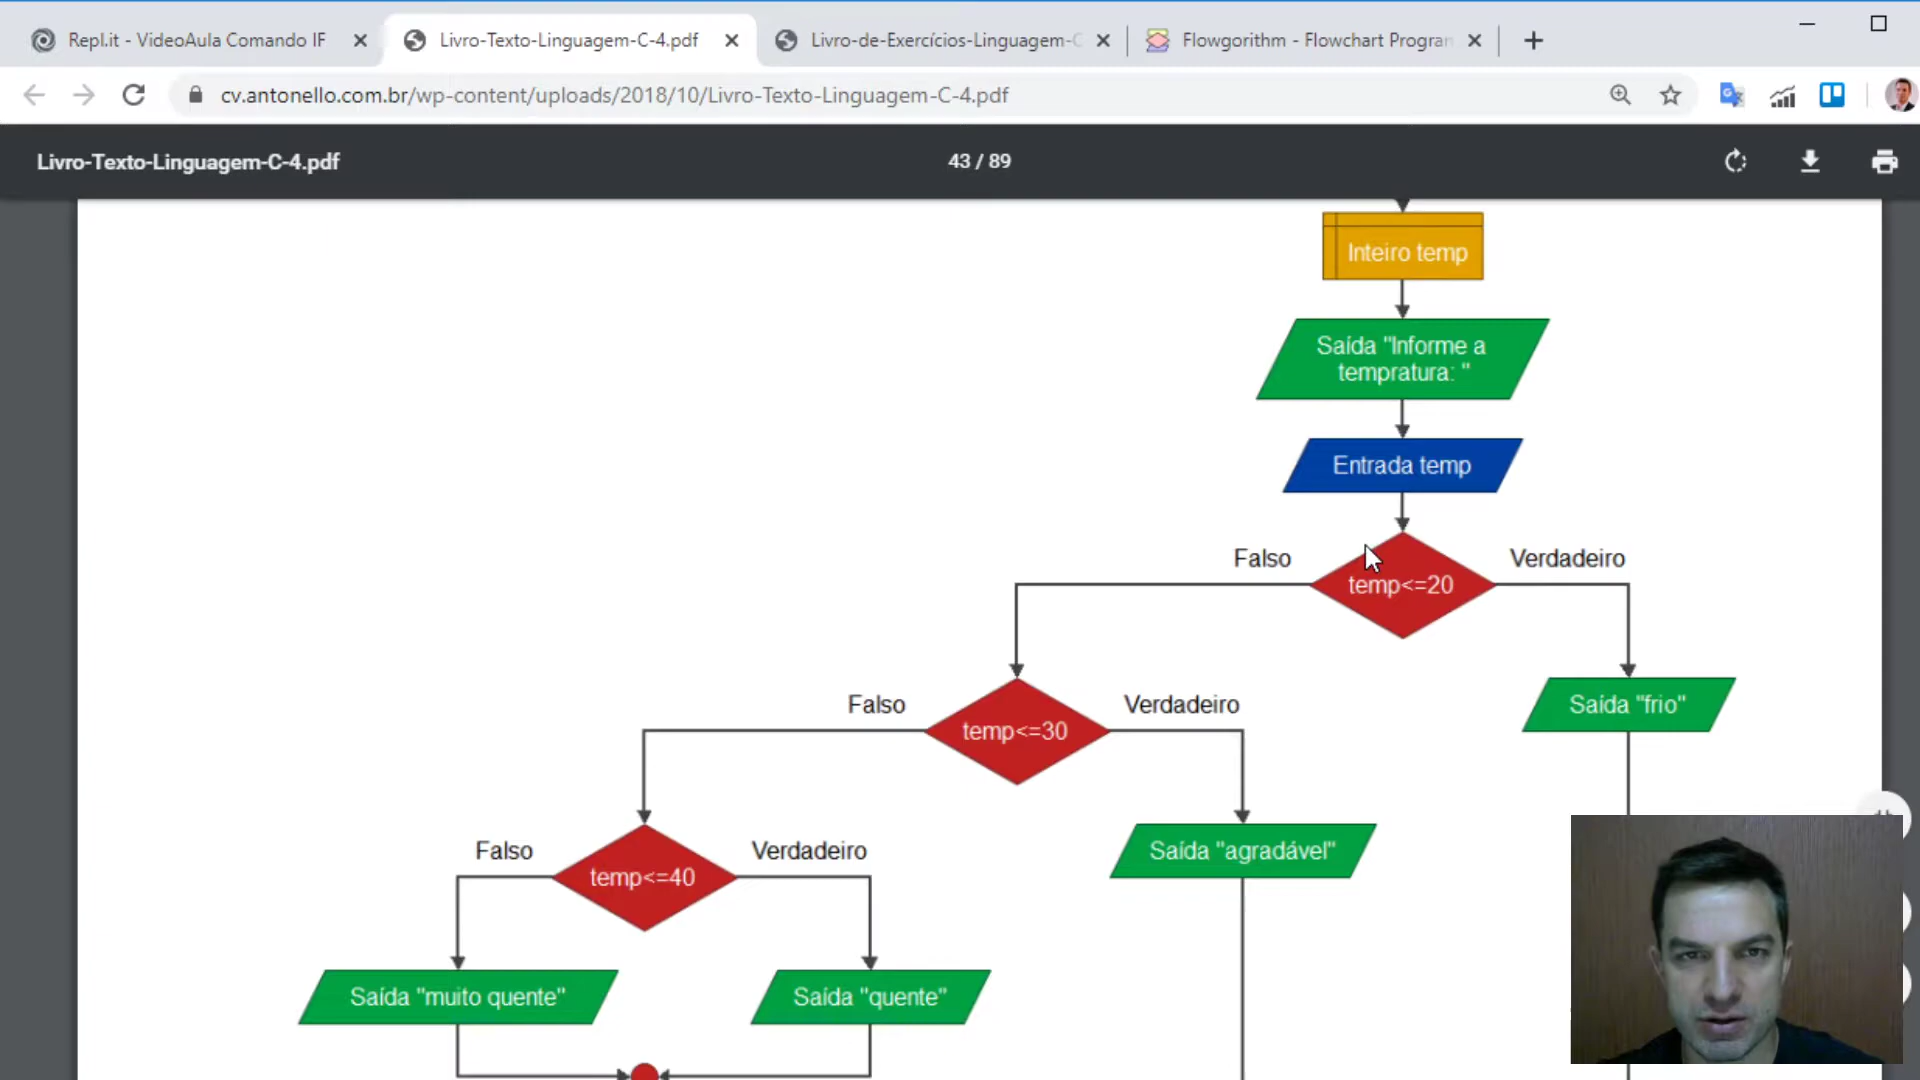 Repl.it - VideoAula Comando IF
Livro-Texto-Linguagem-C-4.pdf
Livro-de-Exercícios-Linguagem-C
Flowgorithm - Flowchart Program
cv.antonello.com.br/wp-content/uploads/2018/10/Livro-Texto-Linguagem-C-4.pdf
Livro-Texto-Linguagem-C-4.pdf
43 / 89
Inteiro temp
Saída "Informe a
tempratura: "
Entrada temp
Falso
Verdadeiro
temp<=20
Falso
Verdadeiro
temp<=30
Saída "frio"
Falso
Verdadeiro
temp<=40
Saída "agradável"
Saída "muito quente"
Saída "quente"